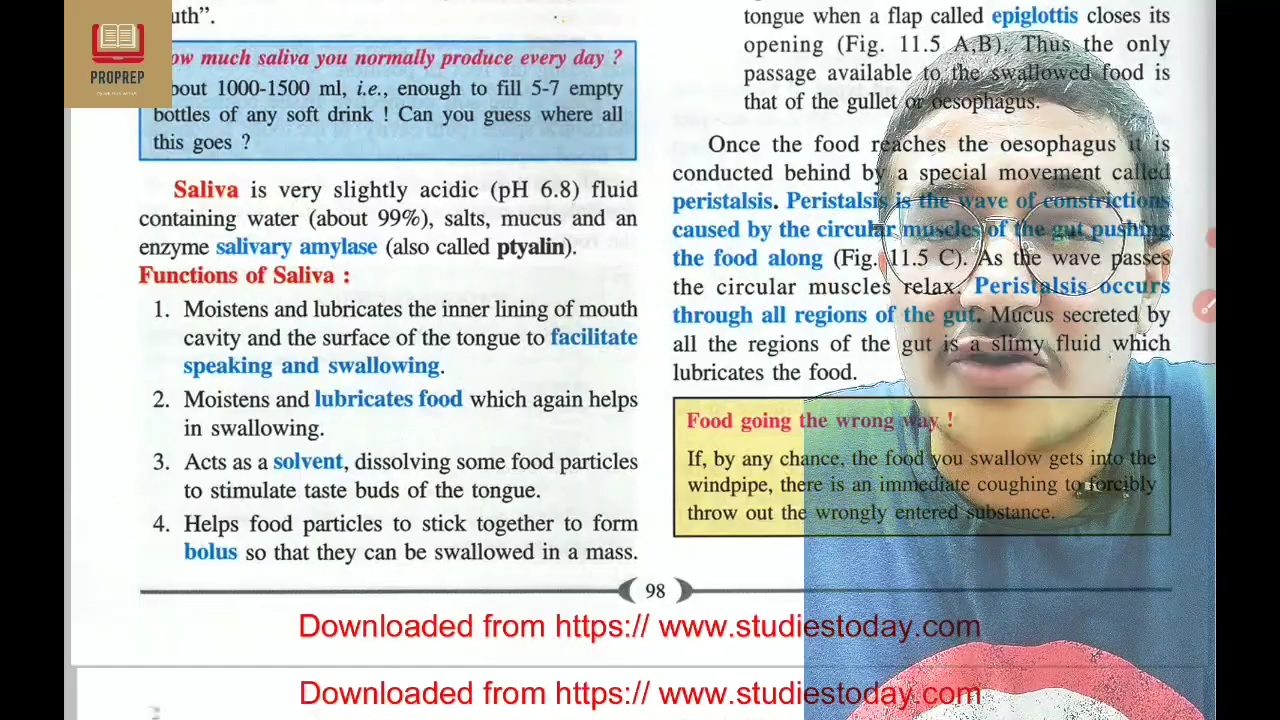 PROPREP
uth”.
ow much saliva you normally produce every day ?
bout 1000-1500 ml, i.e., enough to fill 5-7 empty
bottles of any soft drink ! Can you guess where all
this goes ?
Saliva is very slightly acidic (pH 6.8) fluid
containing water (about 99%), salts, mucus and an
enzyme salivary amylase (also called ptyalin).
Functions of Saliva :
1. Moistens and lubricates the inner lining of mouth
cavity and the surface of the tongue to facilitate
speaking and swallowing.
2. Moistens and lubricates food which again helps
in swallowing.
3. Acts as a solvent, dissolving some food particles
to stimulate taste buds of the tongue.
4. Helps food particles to stick together to form
bolus so that they can be swallowed in a mass.
tongue when a flap called epiglottis closes its
opening (Fig. 11.5 A,B). Thus the only
passage available to the swallowed food is
that of the gullet or oesophagus.
Once the food reaches the oesophagus it is
conducted behind by a special movement called
peristalsis. Peristalsis is the wave of constrictions
caused by the circular muscles of the gut pushing
the food along (Fig. 11.5 C). As the wave passes
the circular muscles relax. Peristalsis occurs
through all regions of the gut. Mucus secreted by
all the regions of the gut is a slimy fluid which
lubricates the food.
Food going the wrong way !
If, by any chance, the food you swallow gets into the
windpipe, there is an immediate coughing to forcibly
throw out the wrongly entered substance.
98
Downloaded from https:// www.studiestoday.com
Downloaded from https:// www.studiestoday.com